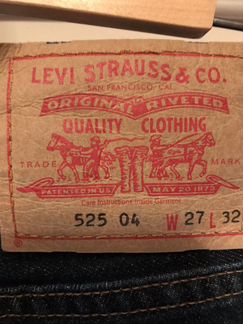 LEVI STRAUSS & CO.
SAN FRANCISCO, CAL.
ORIGINAL RIVETED
QUALITY CLOTHING
TRADE MARK
PATENTED IN U.S. MAY 20 1873
Care Instructions Inside Garment
525 04 W 27 L 32